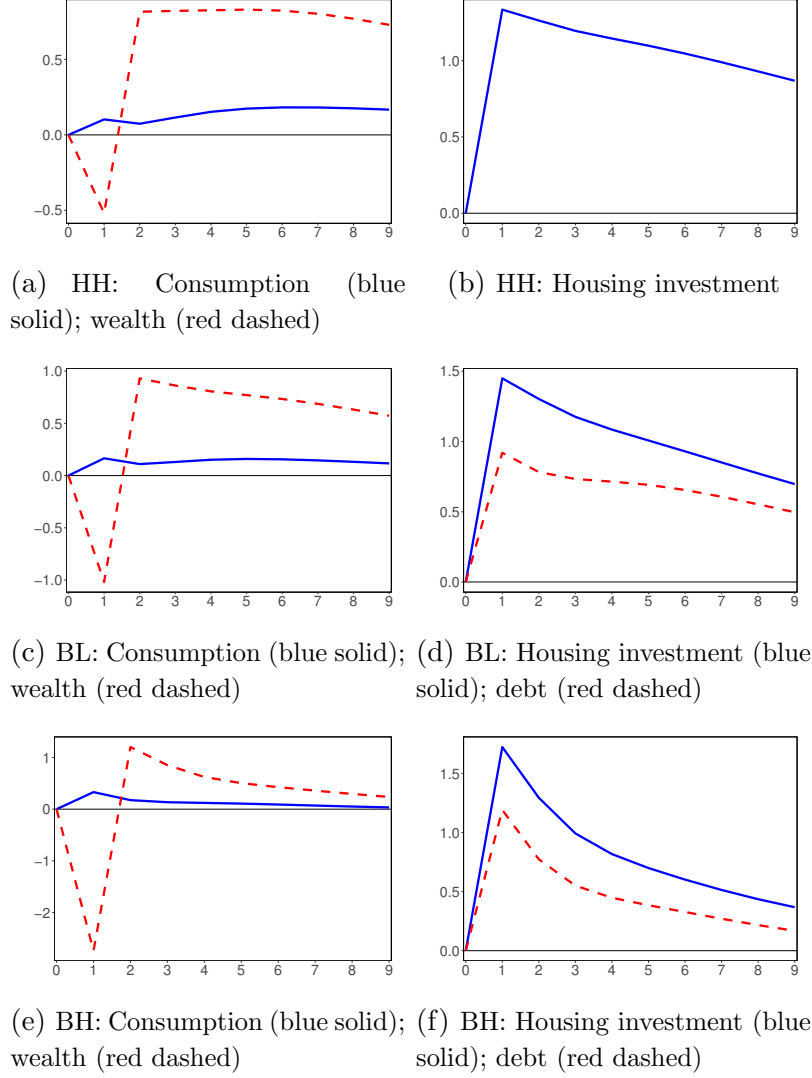 0.5
0.0
−0.5
0 1 2 3 4 5 6 7 8 9
1.0
0.5
0.0
0 1 2 3 4 5 6 7 8 9
(a) HH: Consumption (blue
solid); wealth (red dashed)
(b) HH: Housing investment
1.0
0.5
0.0
−0.5
−1.0
0 1 2 3 4 5 6 7 8 9
1.5
1.0
0.5
0.0
0 1 2 3 4 5 6 7 8 9
(c) BL: Consumption (blue solid);
wealth (red dashed)
(d) BL: Housing investment (blue
solid); debt (red dashed)
1
0
−1
−2
0 1 2 3 4 5 6 7 8 9
1.5
1.0
0.5
0.0
0 1 2 3 4 5 6 7 8 9
(e) BH: Consumption (blue solid);
wealth (red dashed)
(f) BH: Housing investment (blue
solid); debt (red dashed)